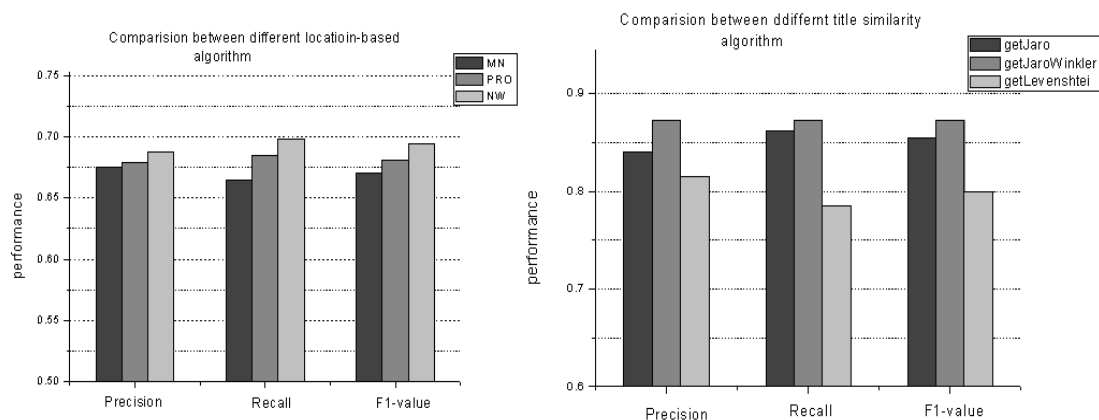 Comparision between different locatioin-based
algorithm
MN
PRO
NW
0.75
0.70
0.65
0.60
0.55
0.50
performance
Precision
Recall
F1-value
Comparision between ddiffernt title similarity
algorithm
getJaro
getJaroWinkler
getLevenshtei
0.9
0.8
0.7
0.6
performance
Precision
Recall
F1-value